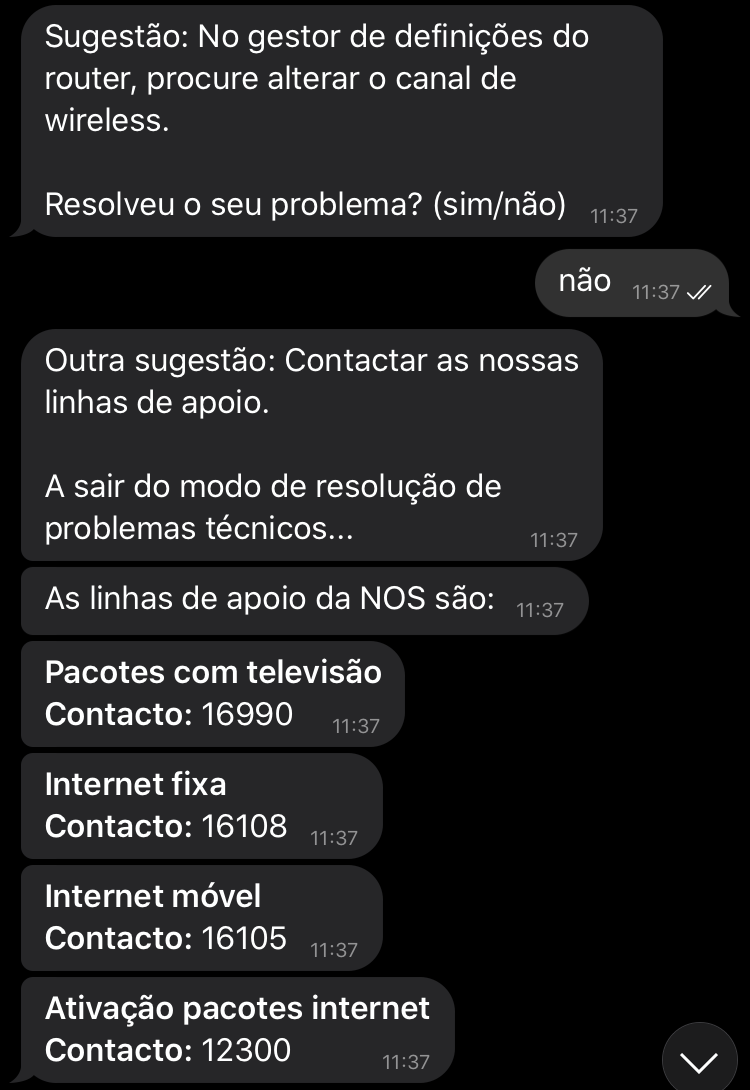 Sugestão: No gestor de definições do
router, procure alterar o canal de
wireless.
Resolveu o seu problema? (sim/não) 11:37
não 11:37
Outra sugestão: Contactar as nossas
linhas de apoio.
A sair do modo de resolução de
problemas técnicos... 11:37
As linhas de apoio da NOS são: 11:37
Pacotes com televisão
Contacto: 16990 11:37
Internet fixa
Contacto: 16108 11:37
Internet móvel
Contacto: 16105 11:37
Ativação pacotes internet
Contacto: 12300 11:37